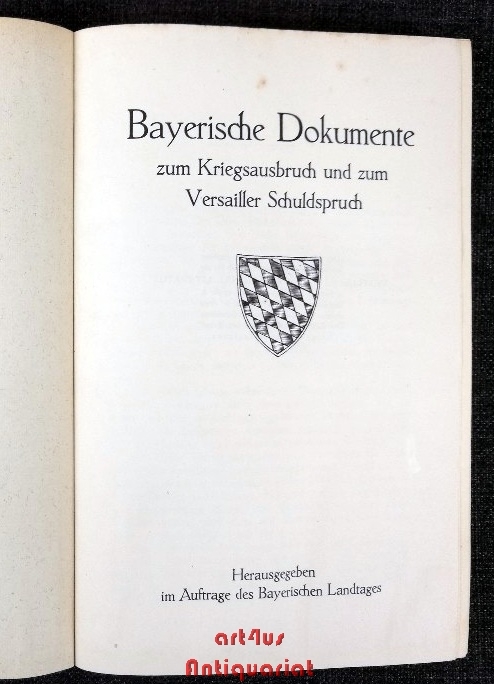 Bayerische Dokumente
zum Kriegsausbruch und zum
Versailler Schuldspruch
Herausgegeben
im Auftrage des Bayerischen Landtages
art4us
Antiquariat